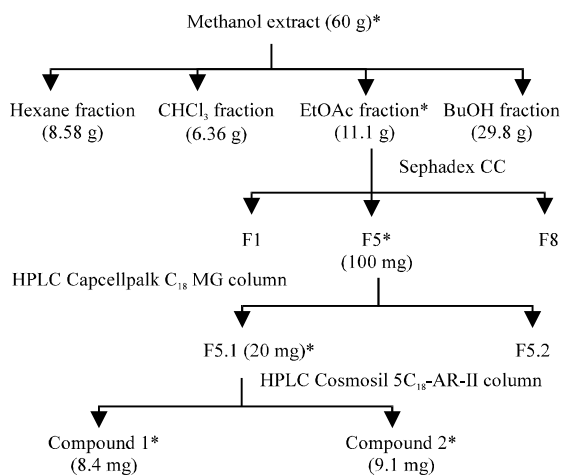 Methanol extract (60 g)*
Hexane fraction CHCl₃ fraction EtOAc fraction* BuOH fraction
(8.58 g) (6.36 g) (11.1 g) (29.8 g)
Sephadex CC
F1 F5* F8
(100 mg)
HPLC Capcellpalk C₁₈ MG column
F5.1 (20 mg)* F5.2
HPLC Cosmosil 5C₁₈-AR-II column
Compound 1* Compound 2*
(8.4 mg) (9.1 mg)